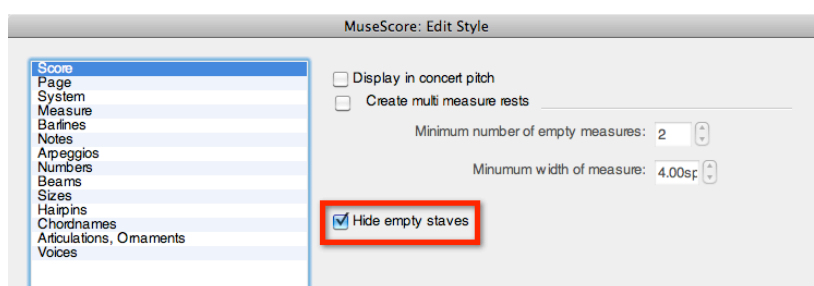 MuseScore: Edit Style
Score
Page
System
Measure
Barlines
Notes
Arpeggios
Numbers
Beams
Sizes
Hairpins
Chordnames
Articulations, Ornaments
Voices
Display in concert pitch
Create multi measure rests
Minimum number of empty measures: 2
Minumum width of measure: 4.00sp
Hide empty staves